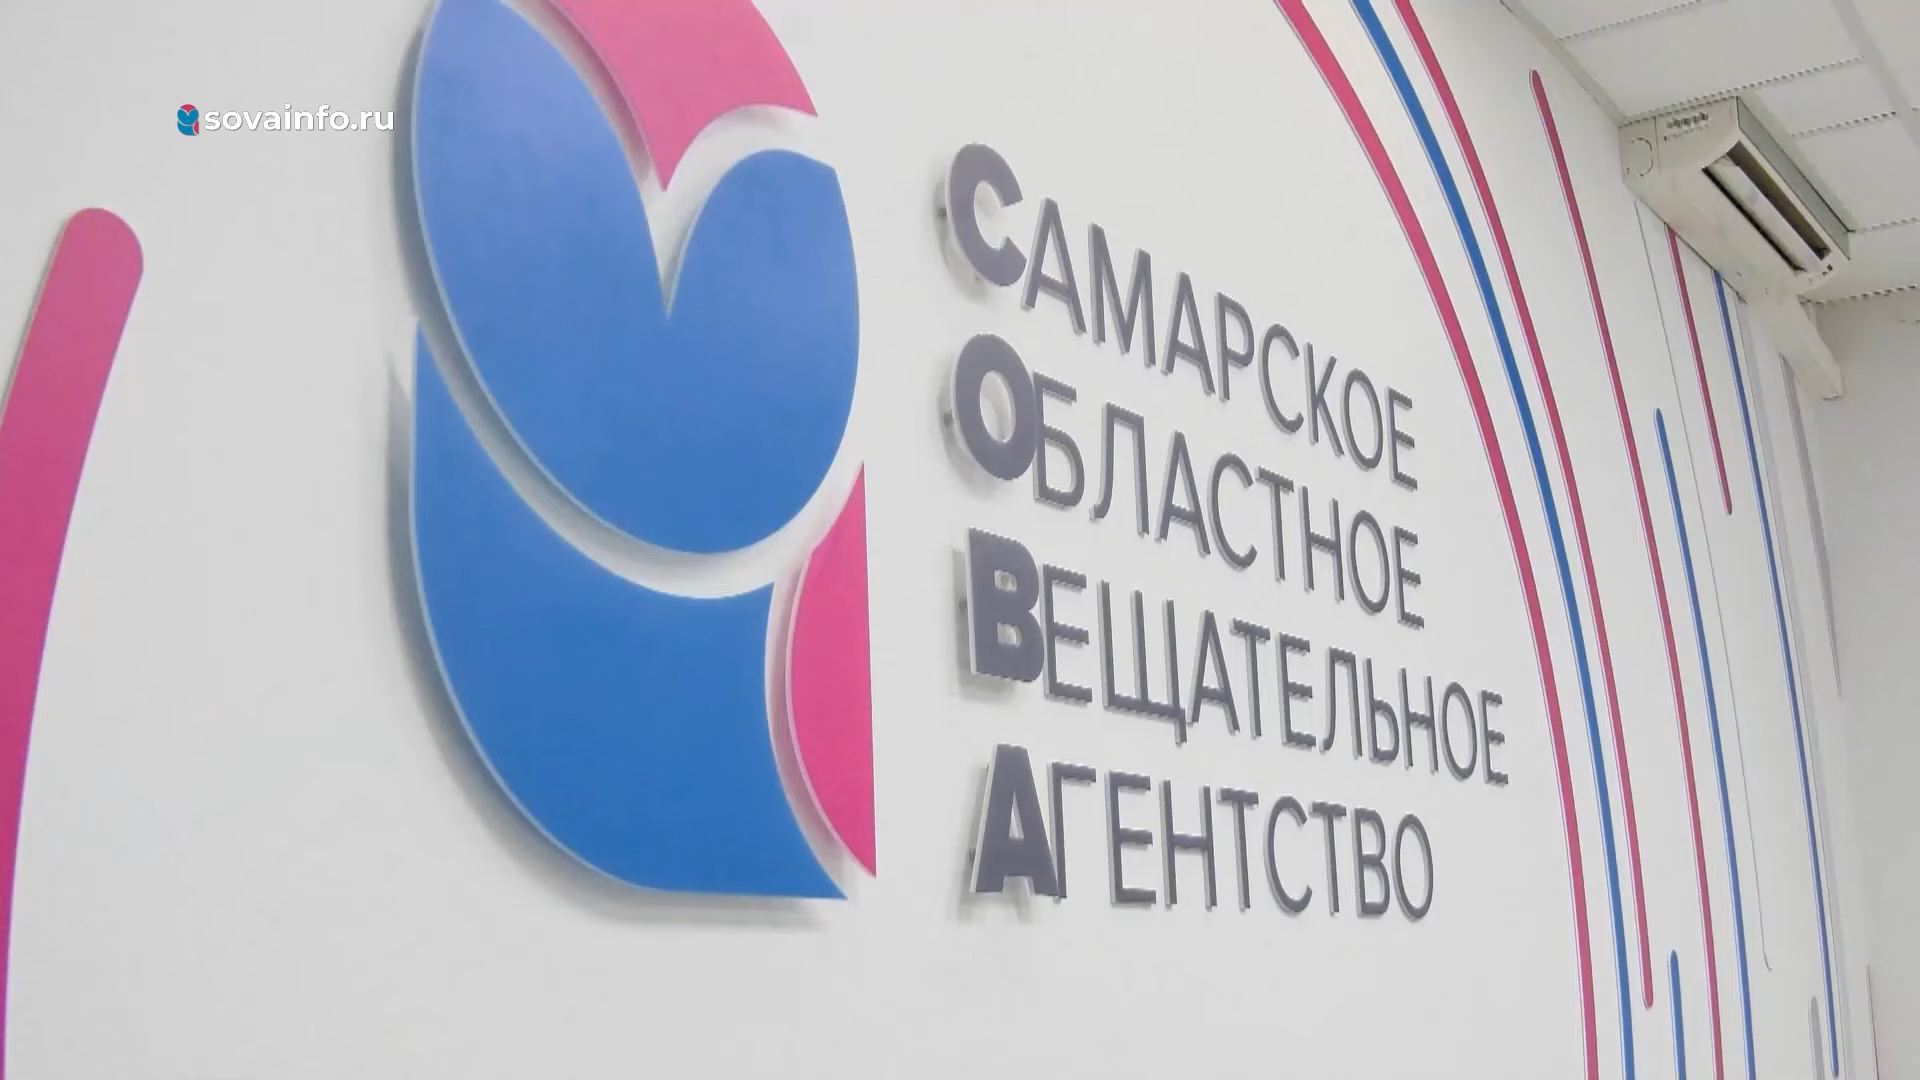 sovainfo.ru
САМАРСКОЕ
ОБЛАСТНОЕ
ВЕЩАТЕЛЬНОЕ
АГЕНТСТВО